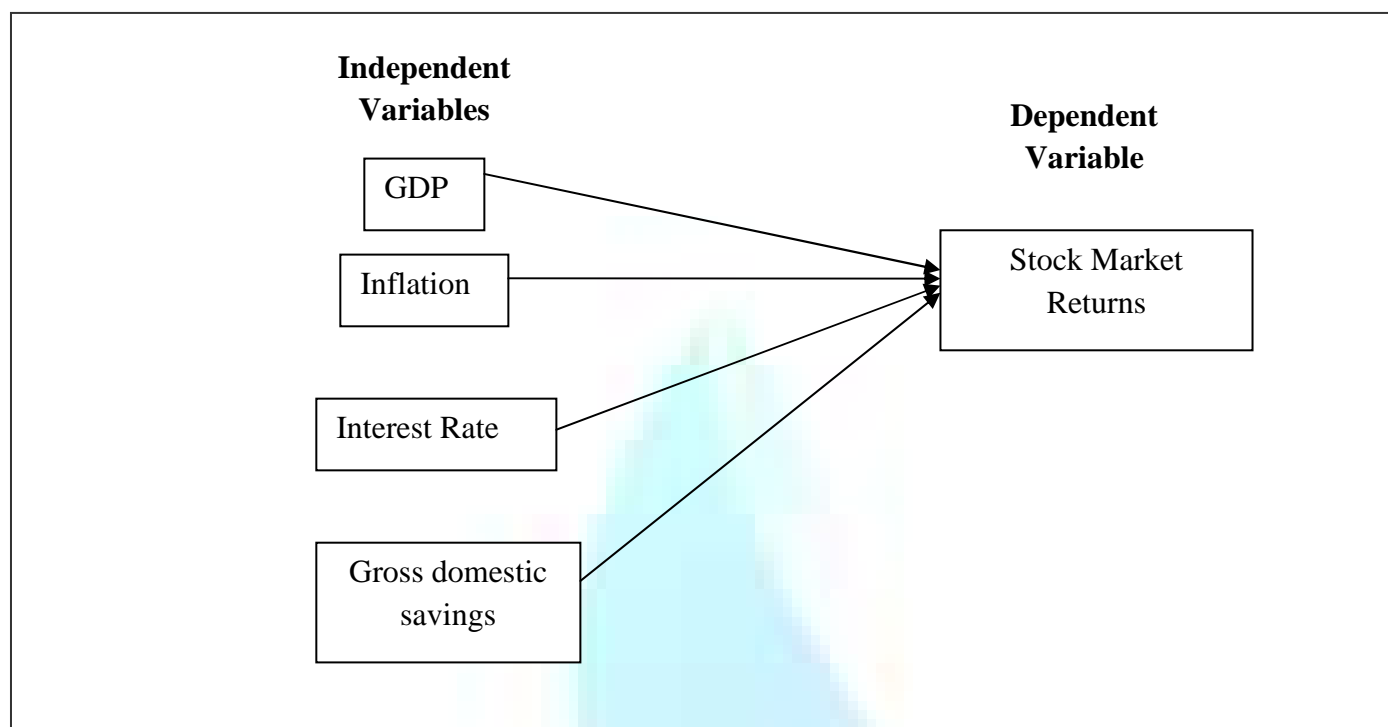 Independent
Variables
Dependent
Variable
GDP
Stock Market
Returns
Inflation
Interest Rate
Gross domestic
savings